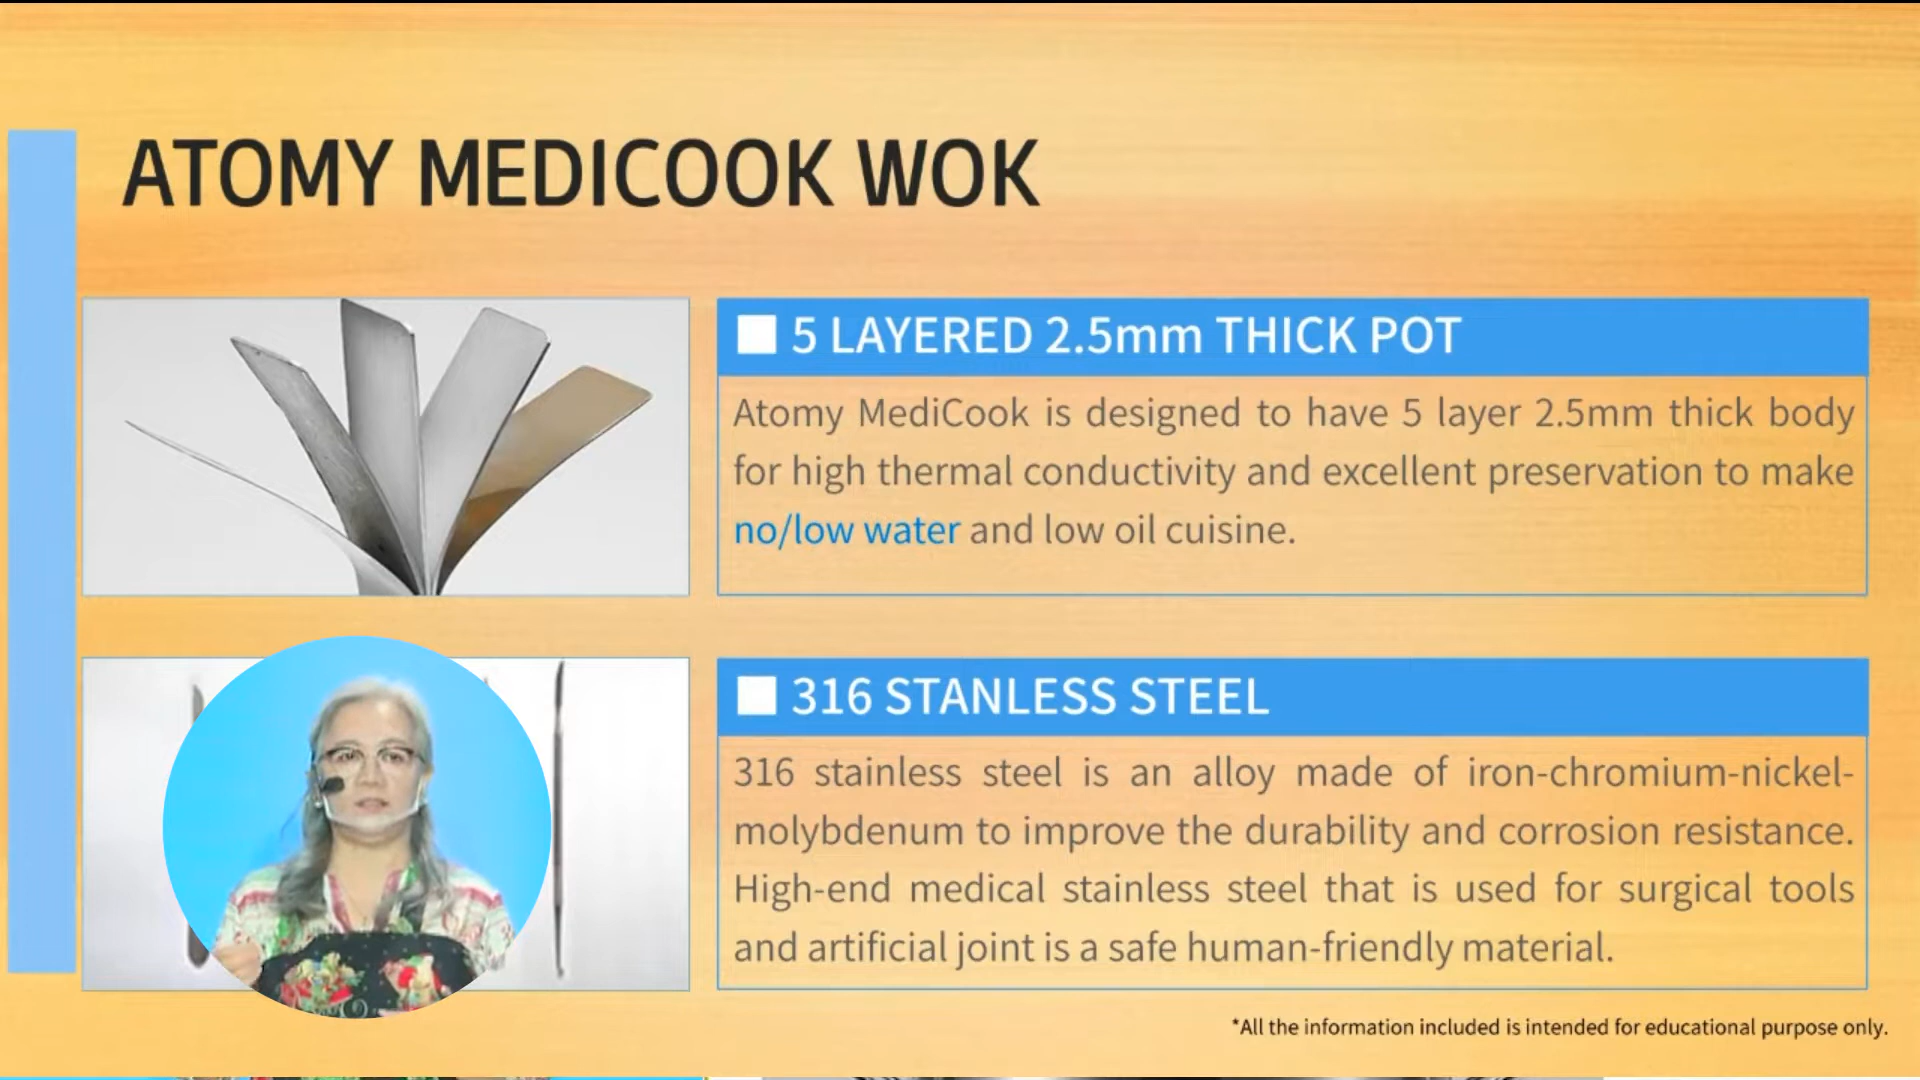 ATOMY MEDICOOK WOK
5 LAYERED 2.5mm THICK POT
Atomy MediCook is designed to have 5 layer 2.5mm thick body
for high thermal conductivity and excellent preservation to make
no/low water and low oil cuisine.
316 STANLESS STEEL
316 stainless steel is an alloy made of iron-chromium-nickel-
molybdenum to improve the durability and corrosion resistance.
High-end medical stainless steel that is used for surgical tools
and artificial joint is a safe human-friendly material.
*All the information included is intended for educational purpose only.